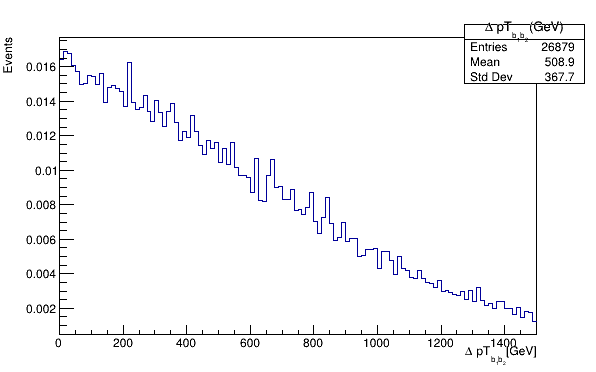 Δ pT_{b_1b_2}(GeV)
Entries 26879
Mean 508.9
Std Dev 367.7
Events
0.016
0.014
0.012
0.01
0.008
0.006
0.004
0.002
0 200 400 600 800 1000 1200 1400
Δ pT_{b_1b_2}[GeV]